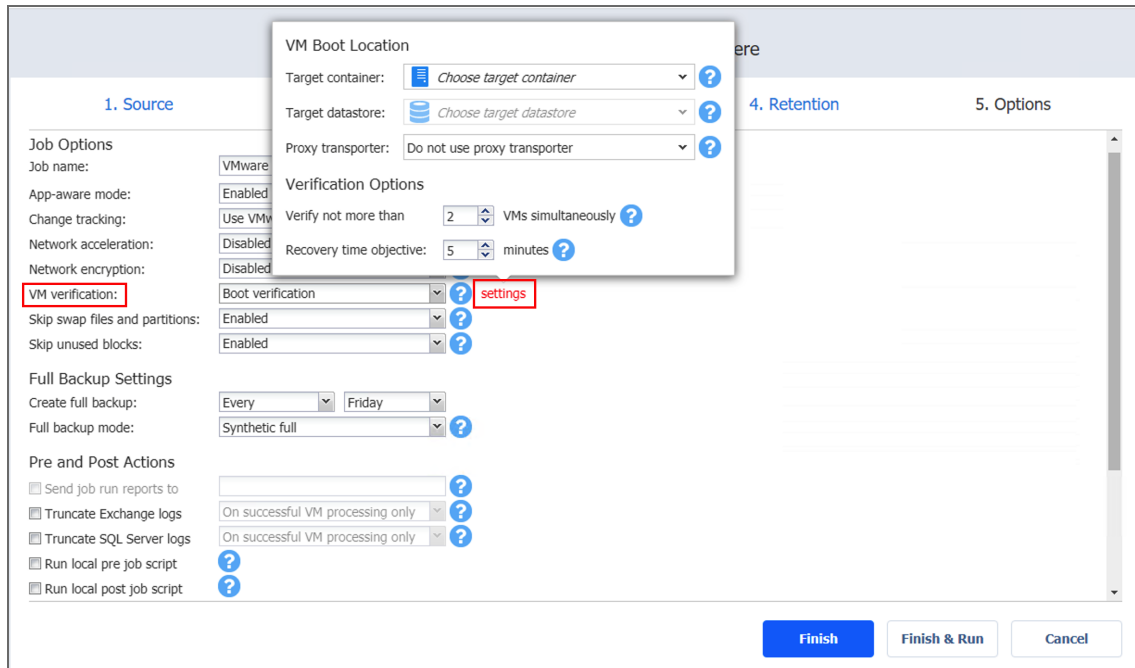 VM Boot Location
Target container: Choose target container ?
Target datastore: Choose target datastore ?
Proxy transporter: Do not use proxy transporter ?
Verification Options
Verify not more than 2 VMs simultaneously ?
Recovery time objective: 5 minutes ?
ere
1. Source 4. Retention 5. Options
Job Options
Job name: VMware
App-aware mode: Enabled
Change tracking: Use VMw
Network acceleration: Disabled
Network encryption: Disabled
VM verification: Boot verification ? settings
Skip swap files and partitions: Enabled ?
Skip unused blocks: Enabled ?
Full Backup Settings
Create full backup: Every Friday
Full backup mode: Synthetic full ?
Pre and Post Actions
Send job run reports to ?
Truncate Exchange logs On successful VM processing only ?
Truncate SQL Server logs On successful VM processing only ?
Run local pre job script ?
Run local post job script ?
Finish Finish & Run Cancel